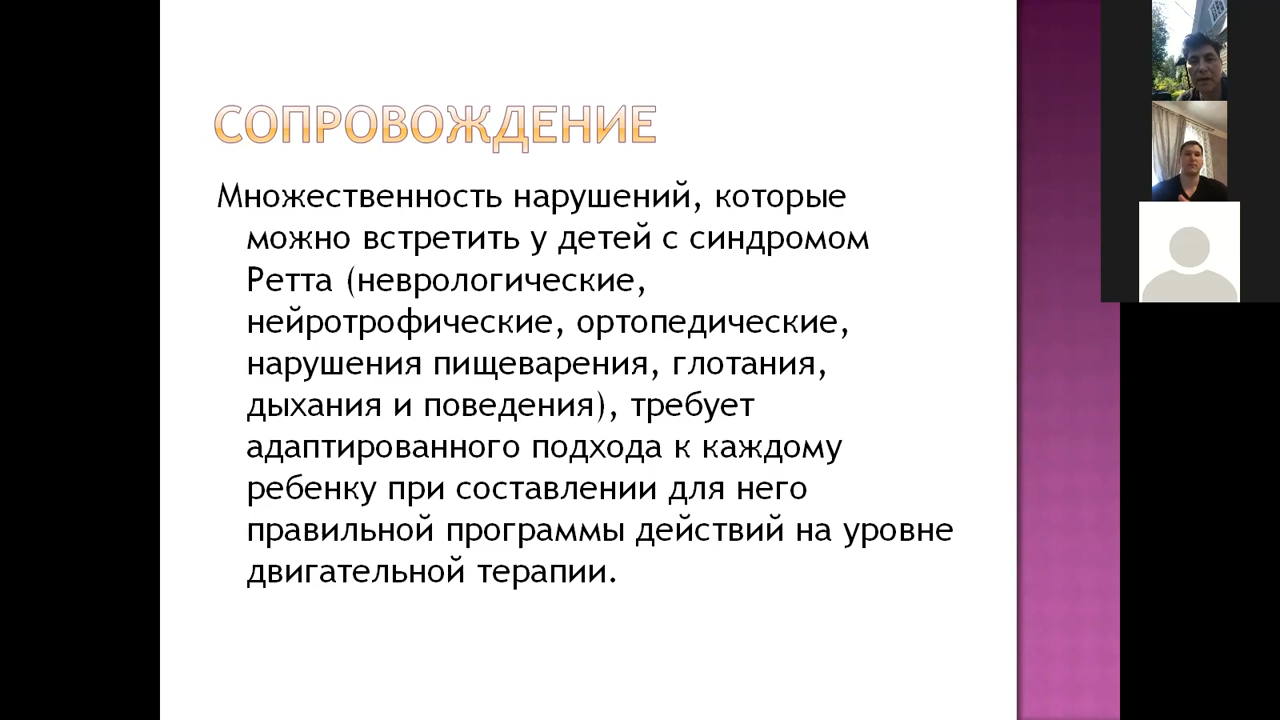 СОПРОВОЖДЕНИЕ
Множественность нарушений, которые
можно встретить у детей с синдромом
Ретта (неврологические,
нейротрофические, ортопедические,
нарушения пищеварения, глотания,
дыхания и поведения), требует
адаптированного подхода к каждому
ребенку при составлении для него
правильной программы действий на уровне
двигательной терапии.